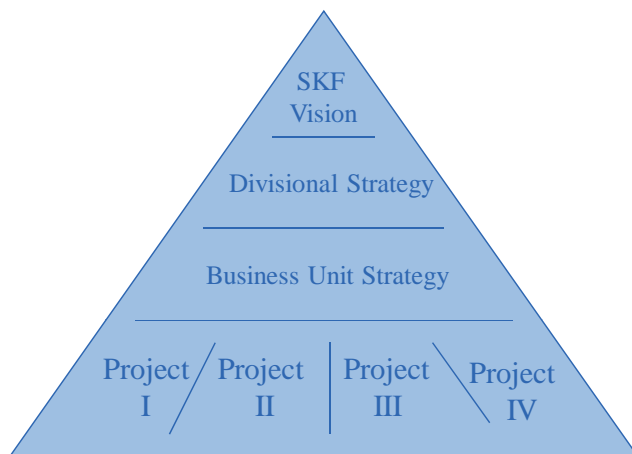 SKF
Vision
Divisional Strategy
Business Unit Strategy
Project
I
Project
II
Project
III
Project
IV